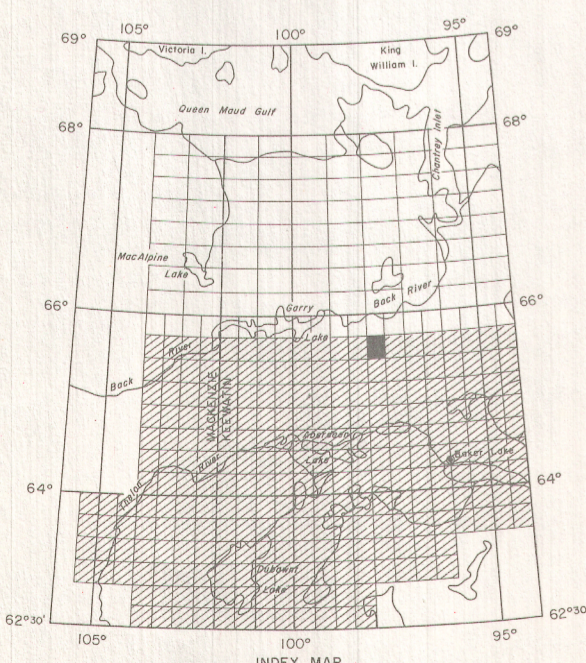 105°
100°
95°
69°
69°
Victoria I.
King
William I.
Queen Maud Gulf
68°
68°
Chantrey Inlet
MacAlpine
Lake
Back River
66°
66°
Garry
Lake
River
Back
MACKENZIE
KEEWATIN
Aberdeen
Lake
River
Thelon
Baker Lake
64°
64°
Dubawnt
Lake
62°30'
62°30'
105°
100°
95°
INDEX MAP